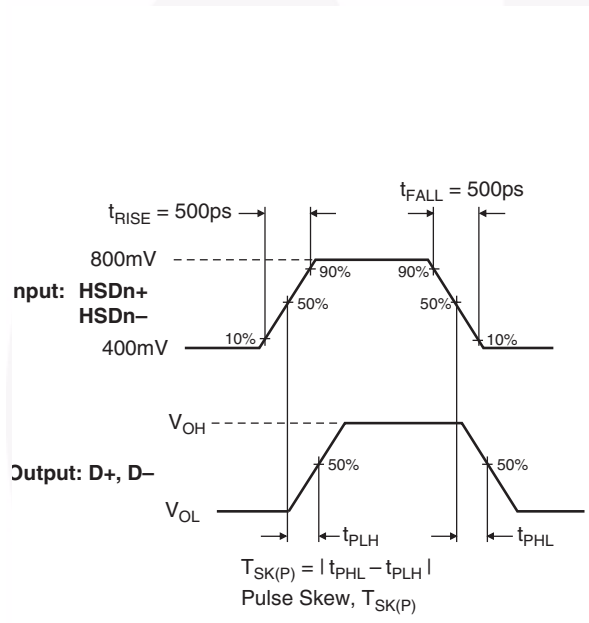 tFALL = 500ps
tRISE = 500ps
800mV
90%
90%
nput: HSDn+
50%
50%
HSDn–
10%
10%
400mV
VOH
50%
50%
Output: D+, D–
VOL
tPLH
tPHL
TSK(P) = | tPHL – tPLH |
Pulse Skew, TSK(P)